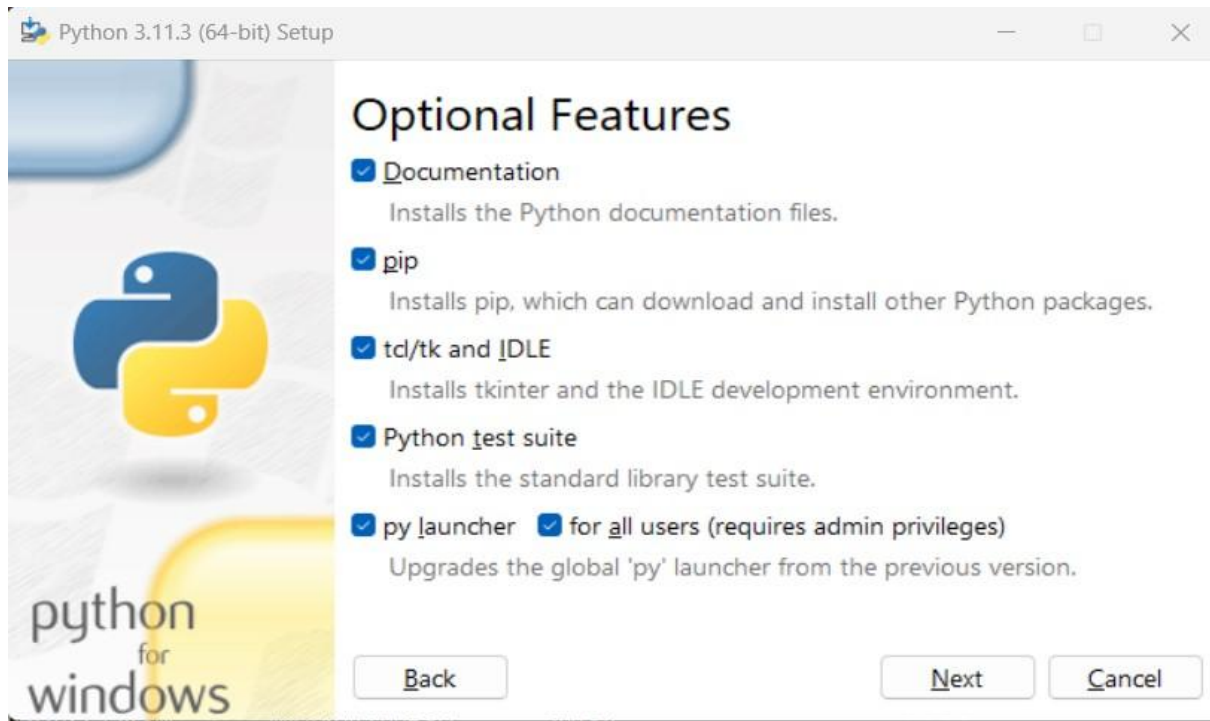 Python 3.11.3 (64-bit) Setup
Optional Features
Documentation
Installs the Python documentation files.
pip
Installs pip, which can download and install other Python packages.
tcl/tk and IDLE
Installs tkinter and the IDLE development environment.
Python test suite
Installs the standard library test suite.
py launcher for all users (requires admin privileges)
Upgrades the global 'py' launcher from the previous version.
python
for
windows
Back Next Cancel